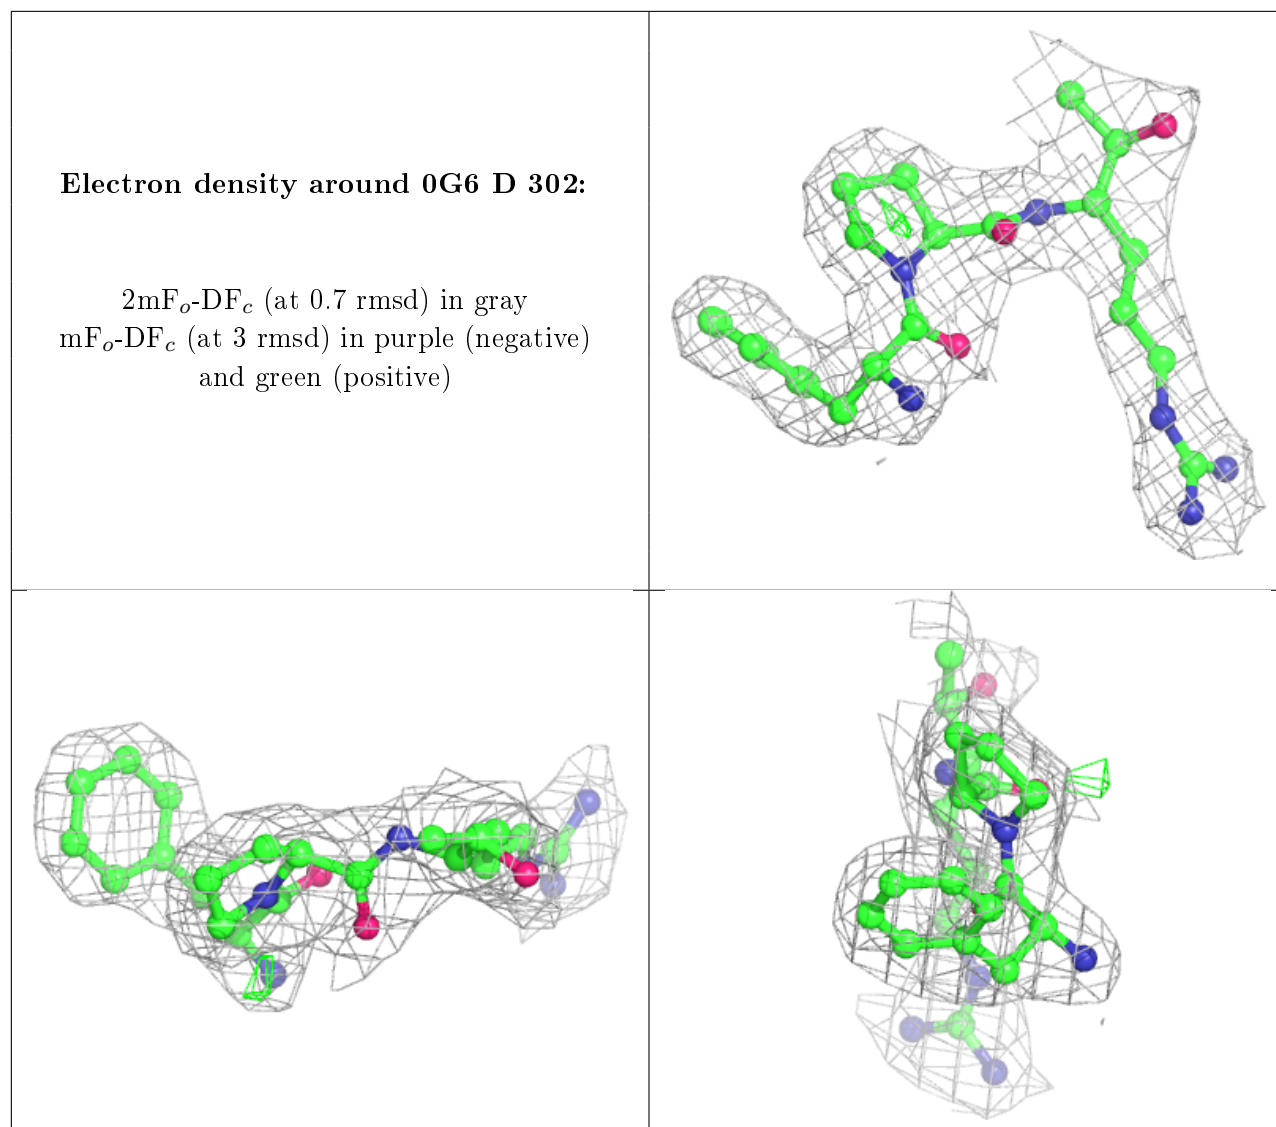 Electron density around 0G6 D 302:
2mFo-DFc (at 0.7 rmsd) in gray
mFo-DFc (at 3 rmsd) in purple (negative)
and green (positive)